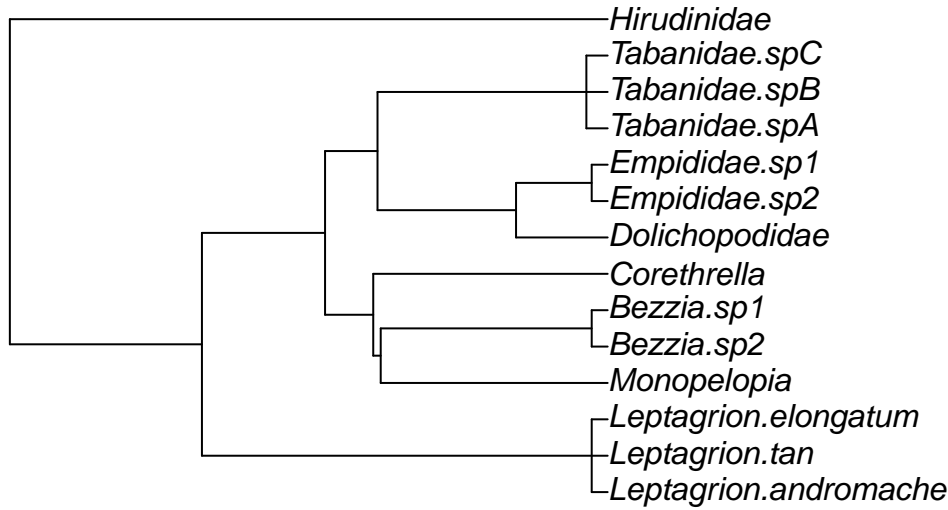 Hirudinidae
Tabanidae.spC
Tabanidae.spB
Tabanidae.spA
Empididae.sp1
Empididae.sp2
Dolichopodidae
Corethrella
Bezzia.sp1
Bezzia.sp2
Monopelopia
Leptagrion.elongatum
Leptagrion.tan
Leptagrion.andromache